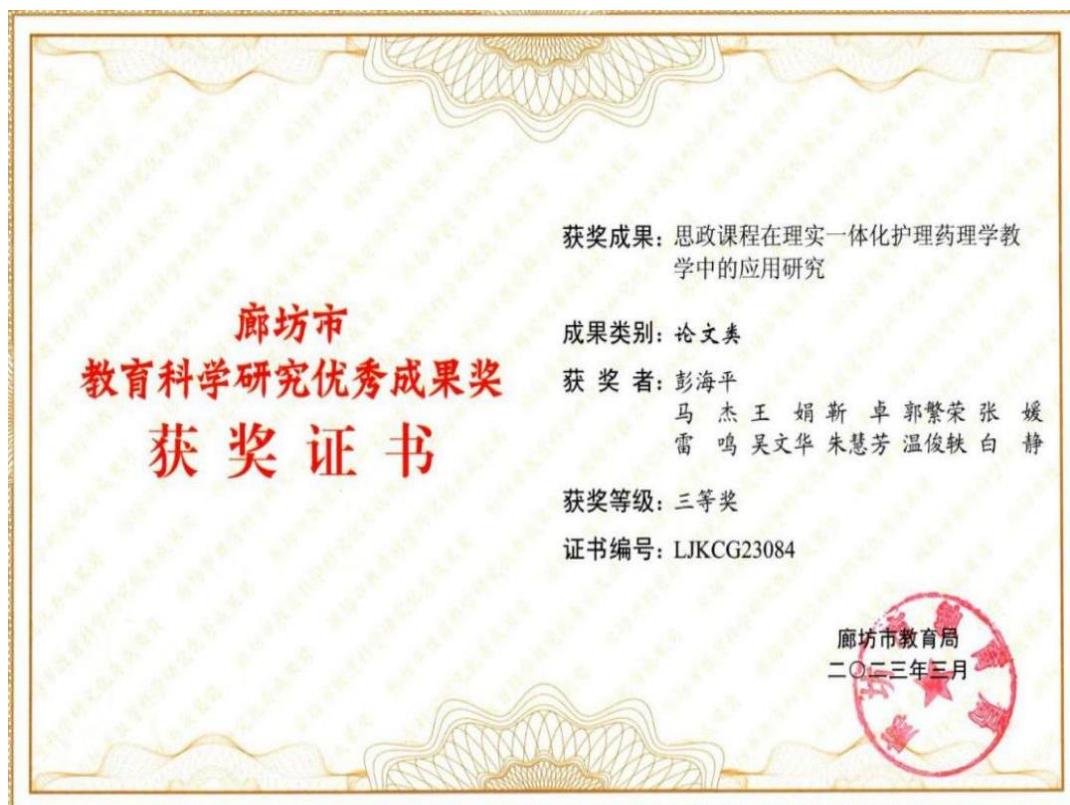 廊坊市
教育科学研究优秀成果奖
获奖证书
获奖成果：思政课程在理实一体化护理药理学教
学中的应用研究
成果类别：论文类
获 奖 者：彭海平
马 杰 王 娟 靳 卓 郭繁荣 张 媛
雷 鸣 吴文华 朱慧芳 温俊轶 白 静
获奖等级：三等奖
证书编号：LJKCG23084
廊坊市教育局
二〇二三年三月